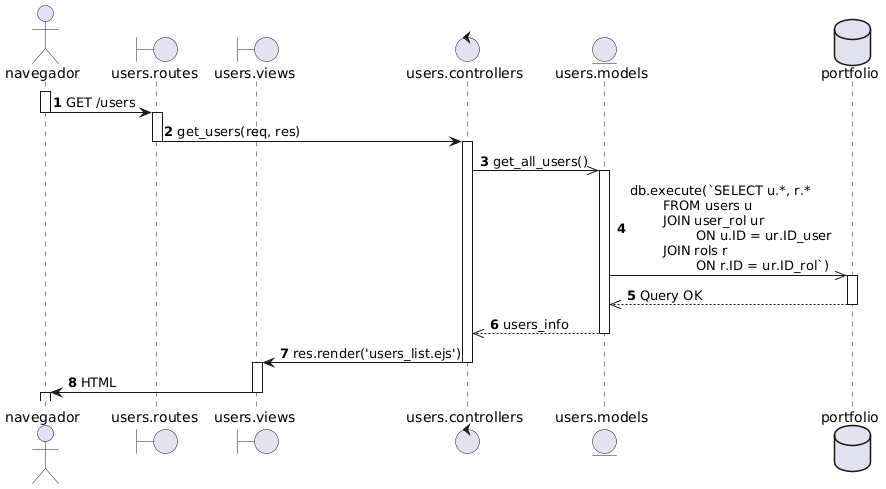 navegador
users.routes
users.views
users.controllers
users.models
portfolio
1 GET /users
2 get_users(req, res)
3 get_all_users()
4 db.execute(`SELECT u.*, r.*
FROM users u
JOIN user_rol ur
ON u.ID = ur.ID_user
JOIN rols r
ON r.ID = ur.ID_rol`)
5 Query OK
6 users_info
7 res.render('users_list.ejs')
8 HTML
navegador
users.routes
users.views
users.controllers
users.models
portfolio